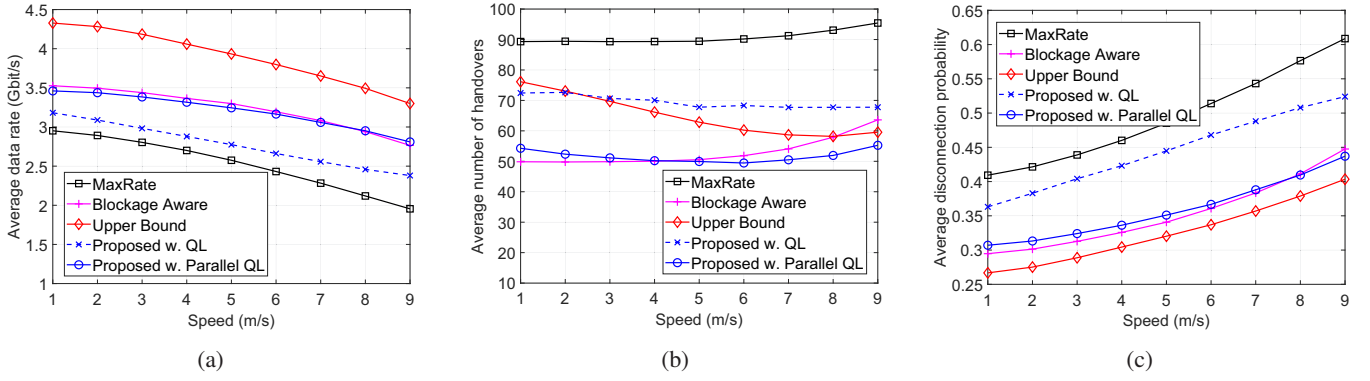 4.5
4
3.5
3
2.5
2
1.5
1
Average data rate (Gbit/s)
MaxRate
Blockage Aware
Upper Bound
Proposed w. QL
Proposed w. Parallel QL
1 2 3 4 5 6 7 8 9
Speed (m/s)
(a)
100
90
80
70
60
50
40
30
20
10
Average number of handovers
MaxRate
Blockage Aware
Upper Bound
Proposed w. QL
Proposed w. Parallel QL
1 2 3 4 5 6 7 8 9
Speed (m/s)
(b)
0.65
0.6
0.55
0.5
0.45
0.4
0.35
0.3
0.25
Average disconnection probability
MaxRate
Blockage Aware
Upper Bound
Proposed w. QL
Proposed w. Parallel QL
1 2 3 4 5 6 7 8 9
Speed (m/s)
(c)